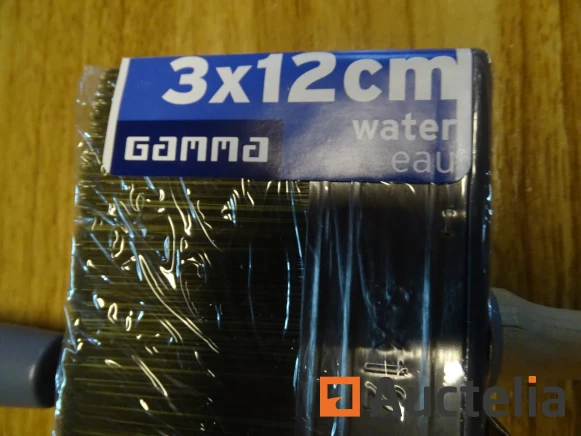 3x12cm
GAMMA
water
eau
Auctelia